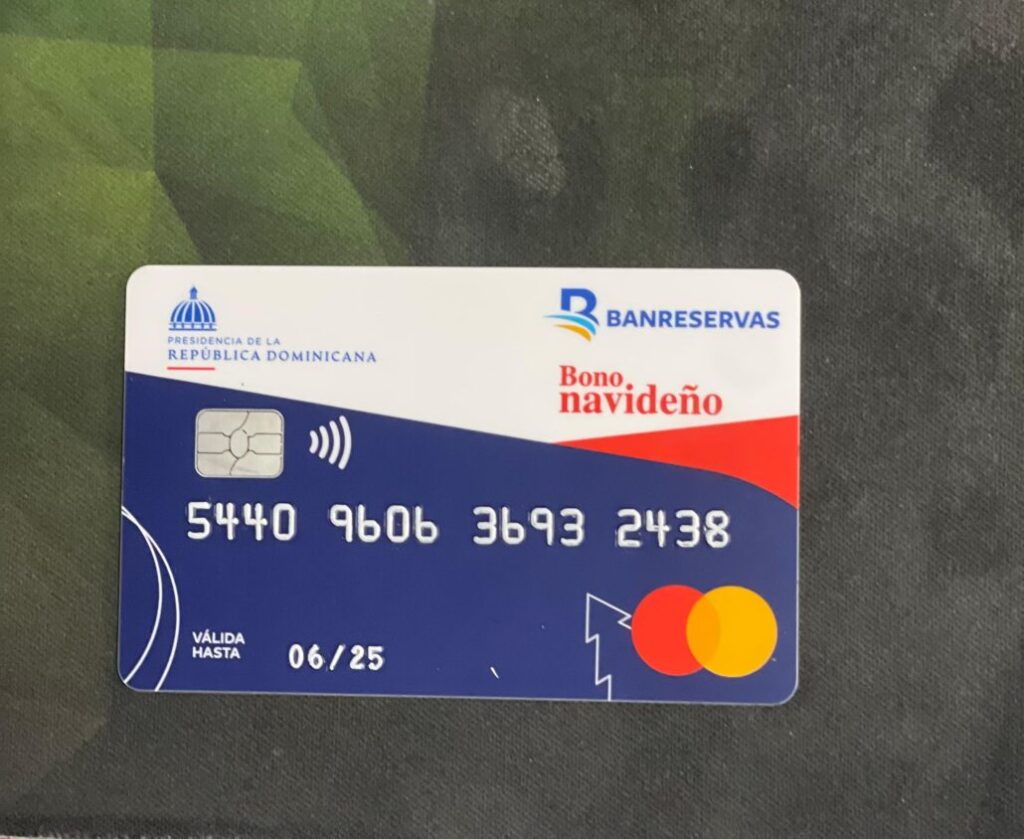 PRESIDENCIA DE LA
REPÚBLICA DOMINICANA
BANRESERVAS
Bono
navideño
5440 9606 3693 2438
VÁLIDA
HASTA
06/25